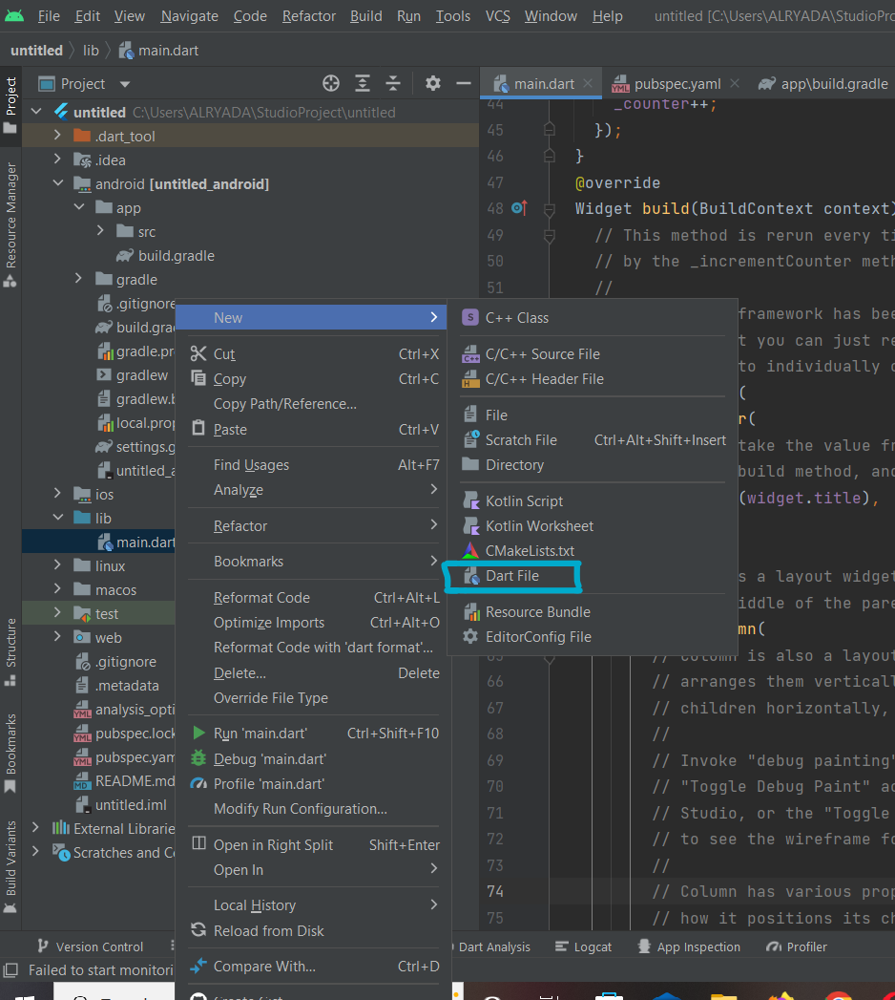 File Edit View Navigate Code Refactor Build Run Tools VCS Window Help untitled [C:\Users\ALRYADA\StudioPro
untitled lib main.dart
Project
main.dart
pubspec.yaml
app\build.gradle
Project
Resource Manager
Structure
Bookmarks
Build Variants
untitled C:\Users\ALRYADA\StudioProject\untitled
.dart_tool
.idea
android [untitled_android]
app
src
build.gradle
gradle
.gitignore
build.gra
gradle.pr
gradlew
gradlew.b
local.prop
settings.g
untitled_a
ios
lib
main.dart
linux
macos
test
web
.gitignore
.metadata
analysis_opti
pubspec.lock
pubspec.yam
README.md
untitled.iml
External Librarie
Scratches and Co
New
Cut Ctrl+X
Copy Ctrl+C
Copy Path/Reference...
Paste Ctrl+V
Find Usages Alt+F7
Analyze
Refactor
Bookmarks
Reformat Code Ctrl+Alt+L
Optimize Imports Ctrl+Alt+O
Reformat Code with 'dart format'...
Delete... Delete
Override File Type
Run 'main.dart' Ctrl+Shift+F10
Debug 'main.dart'
Profile 'main.dart'
Modify Run Configuration...
Open in Right Split Shift+Enter
Open In
Local History
Reload from Disk
Compare With... Ctrl+D
C++ Class
C/C++ Source File
C/C++ Header File
File
Scratch File Ctrl+Alt+Shift+Insert
Directory
Kotlin Script
Kotlin Worksheet
CMakeLists.txt
Dart File
Resource Bundle
EditorConfig File
44 _counter++;
45 });
46 }
47 @override
48 Widget build(BuildContext context)
49 // This method is rerun every ti
50 // by the _incrementCounter meth
51 //
framework has bee
t you can just re
to individually c
(
r(
take the value fr
build method, and
(widget.title),
s a layout widget
iddle of the pare
mn(
65 // Column is also a layout
66 // arranges them verticall
67 // children horizontally,
68 //
69 // Invoke "debug painting"
70 // "Toggle Debug Paint" ac
71 // Studio, or the "Toggle
72 // to see the wireframe fo
73 //
74 // Column has various prop
75 // how it positions its ch
Version Control
Dart Analysis
Logcat
App Inspection
Profiler
Failed to start monitori